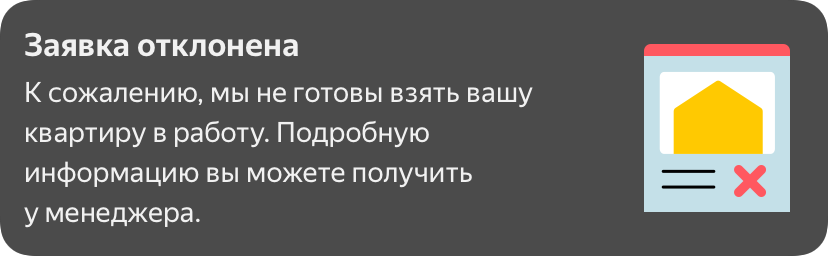 Заявка отклонена
К сожалению, мы не готовы взять вашу
квартиру в работу. Подробную
информацию вы можете получить
у менеджера.